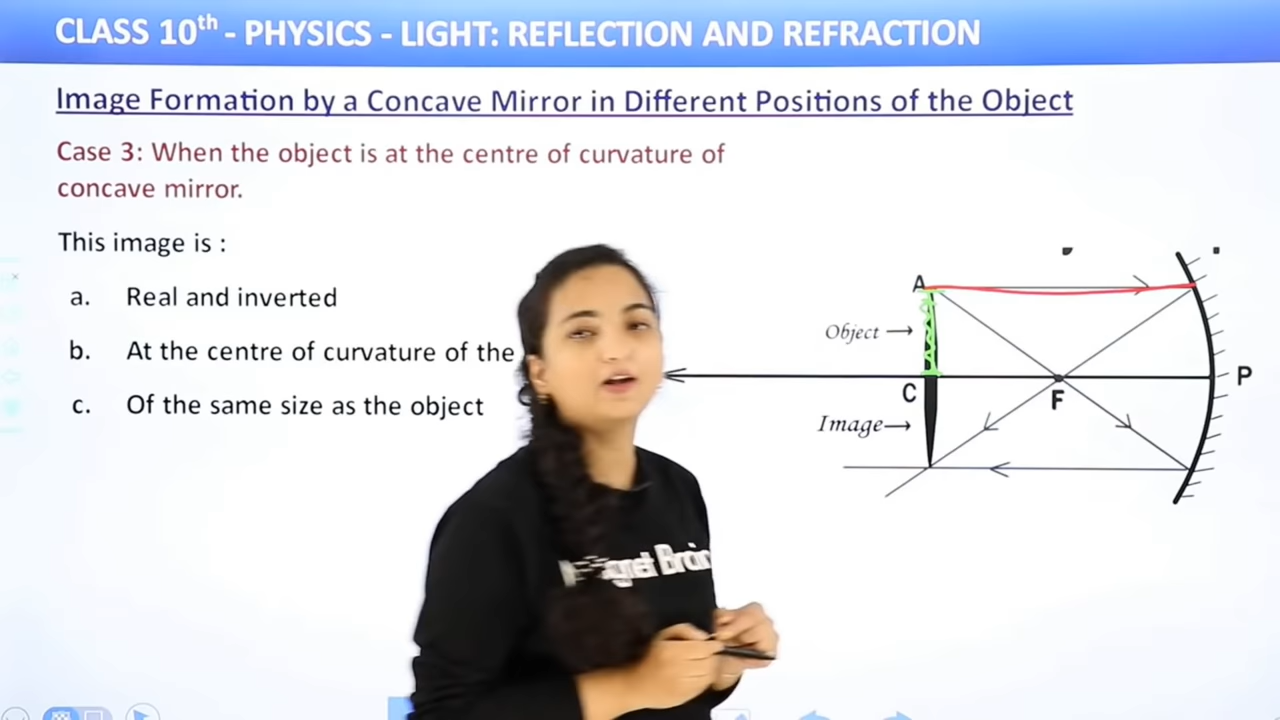 CLASS 10th - PHYSICS - LIGHT: REFLECTION AND REFRACTION
Image Formation by a Concave Mirror in Different Positions of the Object
Case 3: When the object is at the centre of curvature of
concave mirror.
This image is :
a. Real and inverted
b. At the centre of curvature of the
c. Of the same size as the object
A
Object
C
F
P
Image